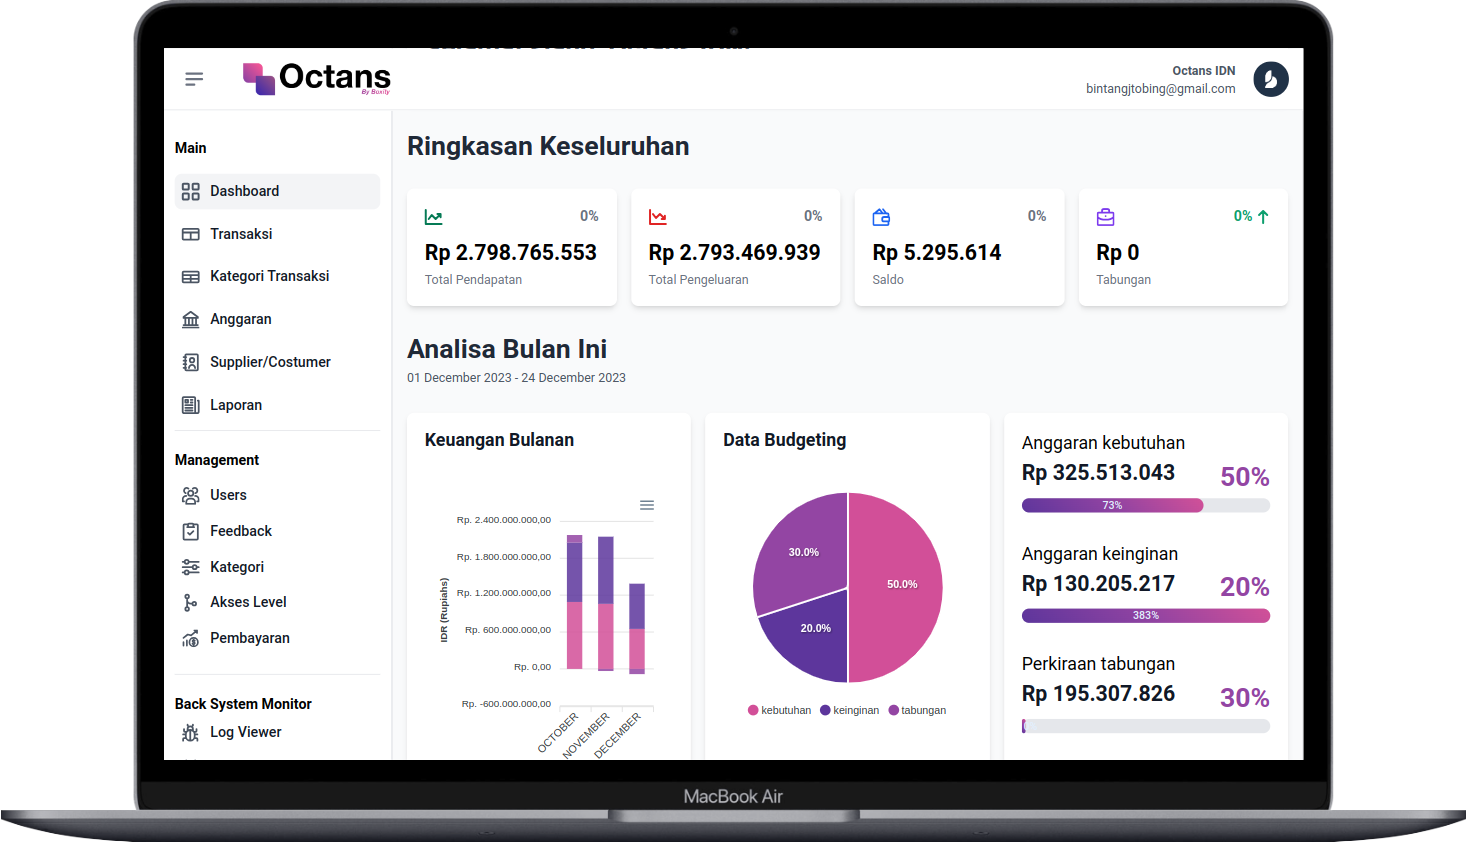 Octans
By Boxity
Octans IDN
bintangjtobing@gmail.com
Main
Dashboard
Transaksi
Kategori Transaksi
Anggaran
Supplier/Costumer
Laporan
Management
Users
Feedback
Kategori
Akses Level
Pembayaran
Back System Monitor
Log Viewer
Ringkasan Keseluruhan
0%
Rp 2.798.765.553
Total Pendapatan
0%
Rp 2.793.469.939
Total Pengeluaran
0%
Rp 5.295.614
Saldo
0%
Rp 0
Tabungan
Analisa Bulan Ini
01 December 2023 - 24 December 2023
Keuangan Bulanan
IDR (Rupiahs)
Rp. 2.400.000.000,00
Rp. 1.800.000.000,00
Rp. 1.200.000.000,00
Rp. 600.000.000,00
Rp. 0,00
Rp. -600.000.000,00
OCTOBER
NOVEMBER
DECEMBER
Data Budgeting
30.0%
50.0%
20.0%
kebutuhan keinginan tabungan
Anggaran kebutuhan
Rp 325.513.043 50%
73%
Anggaran keinginan
Rp 130.205.217 20%
383%
Perkiraan tabungan
Rp 195.307.826 30%
MacBook Air